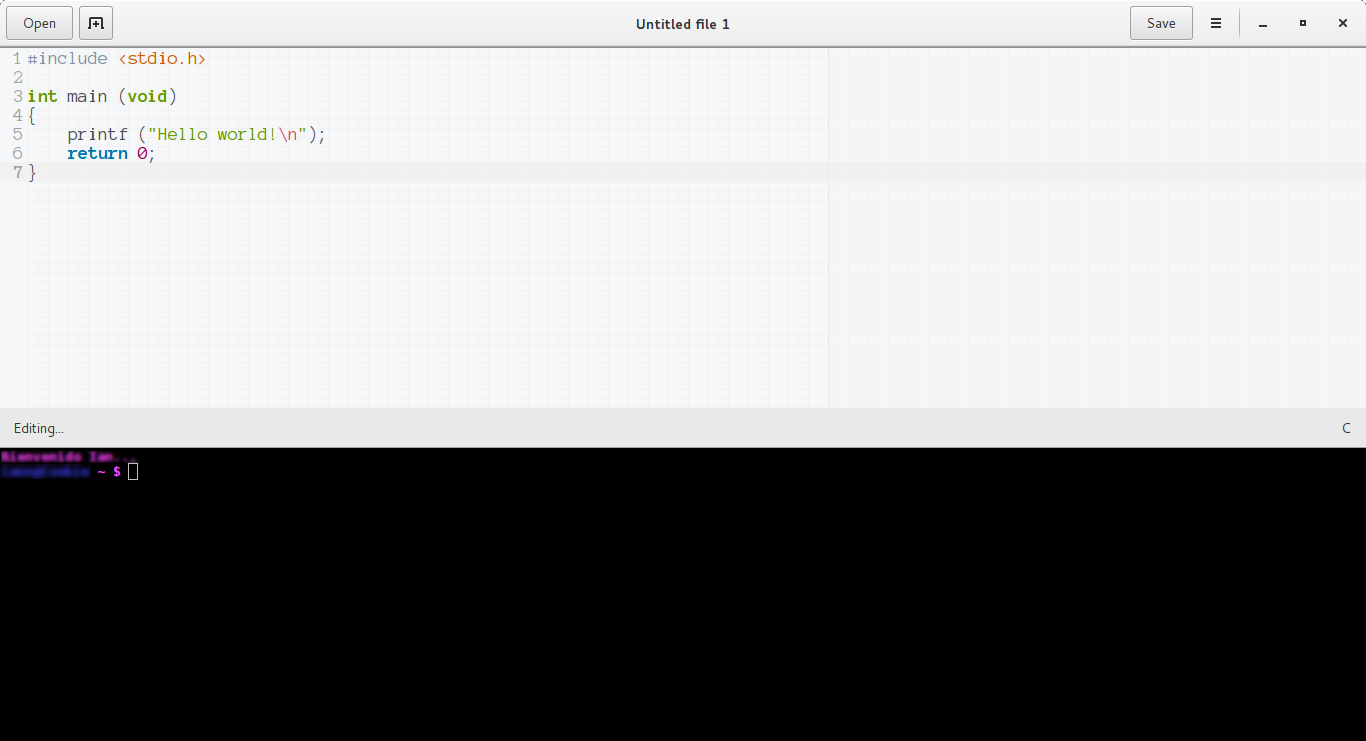 Open Untitled file 1 Save
1 #include <stdio.h>
2
3 int main (void)
4 {
5     printf ("Hello world!\n");
6     return 0;
7 }
Editing... C
Bienvenido Ian...
~ $